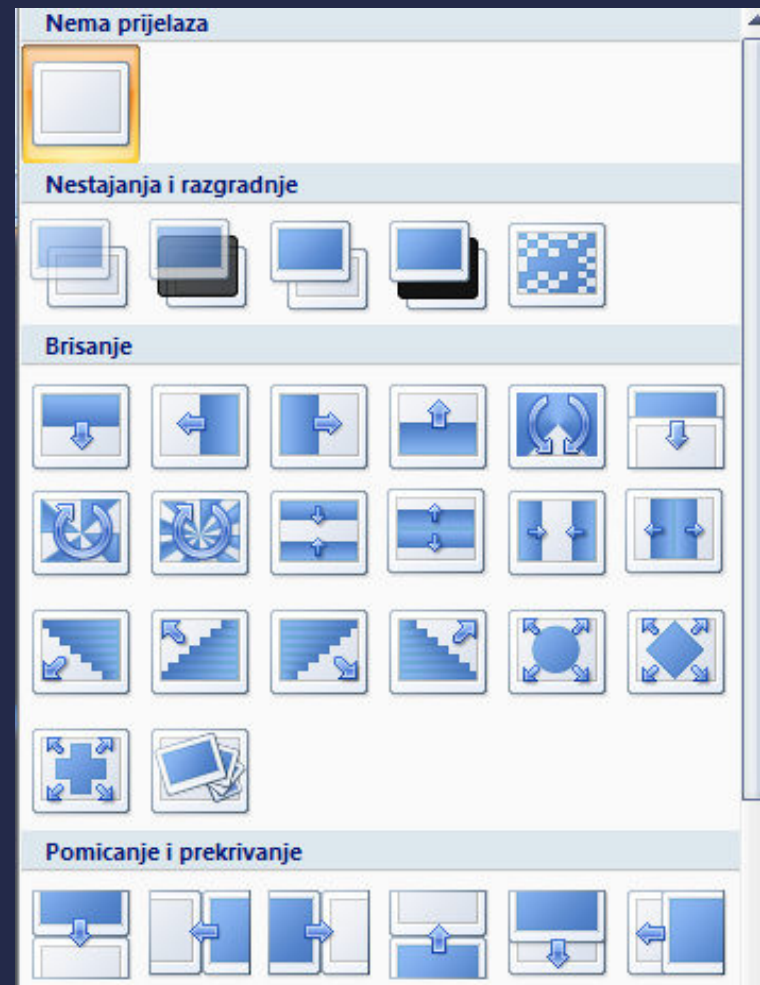 Nema prijelaza
Nestajanja i razgradnje
Brisanje
Pomicanje i prekrivanje